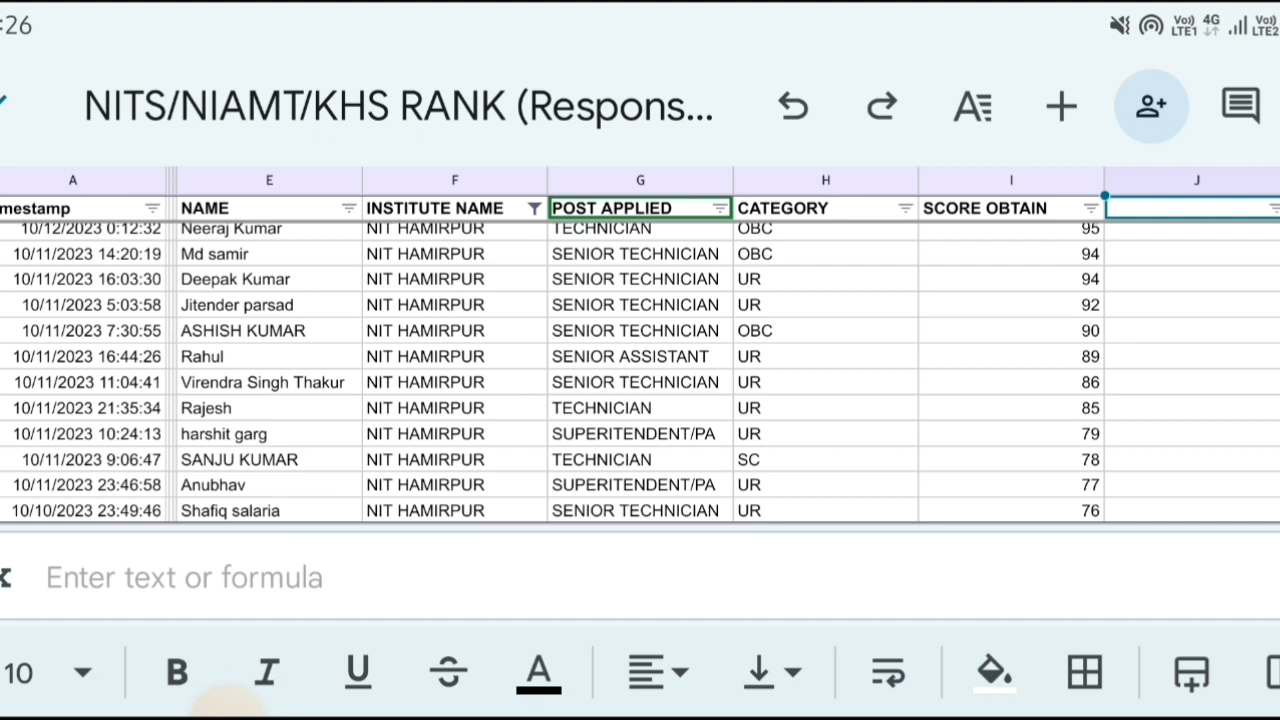 :26 Vo) LTE1 4G Vo) LTE2
NITS/NIAMT/KHS RANK (Respons...
A E F G H I J
mestamp NAME INSTITUTE NAME POST APPLIED CATEGORY SCORE OBTAIN
10/12/2023 0:12:32 Neeraj Kumar NIT HAMIRPUR TECHNICIAN OBC 95
10/11/2023 14:20:19 Md samir NIT HAMIRPUR SENIOR TECHNICIAN OBC 94
10/11/2023 16:03:30 Deepak Kumar NIT HAMIRPUR SENIOR TECHNICIAN UR 94
10/11/2023 5:03:58 Jitender parsad NIT HAMIRPUR SENIOR TECHNICIAN UR 92
10/11/2023 7:30:55 ASHISH KUMAR NIT HAMIRPUR SENIOR TECHNICIAN OBC 90
10/11/2023 16:44:26 Rahul NIT HAMIRPUR SENIOR ASSISTANT UR 89
10/11/2023 11:04:41 Virendra Singh Thakur NIT HAMIRPUR SENIOR TECHNICIAN UR 86
10/11/2023 21:35:34 Rajesh NIT HAMIRPUR TECHNICIAN UR 85
10/11/2023 10:24:13 harshit garg NIT HAMIRPUR SUPERITENDENT/PA UR 79
10/11/2023 9:06:47 SANJU KUMAR NIT HAMIRPUR TECHNICIAN SC 78
10/11/2023 23:46:58 Anubhav NIT HAMIRPUR SUPERITENDENT/PA UR 77
10/10/2023 23:49:46 Shafiq salaria NIT HAMIRPUR SENIOR TECHNICIAN UR 76
Enter text or formula
10 B I U S A